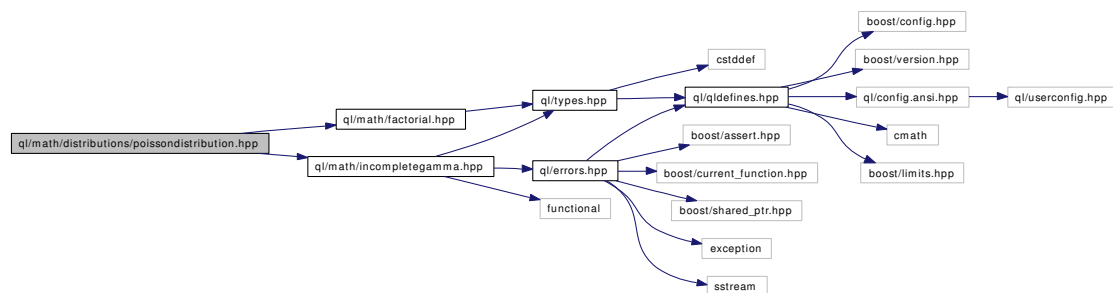 boost/config.hpp
cstddef
boost/version.hpp
ql/types.hpp
ql/qldefines.hpp
ql/config.ansi.hpp
ql/userconfig.hpp
ql/math/factorial.hpp
boost/assert.hpp
cmath
ql/math/distributions/poissondistribution.hpp
ql/math/incompletegamma.hpp
ql/errors.hpp
boost/current_function.hpp
boost/limits.hpp
functional
boost/shared_ptr.hpp
exception
sstream